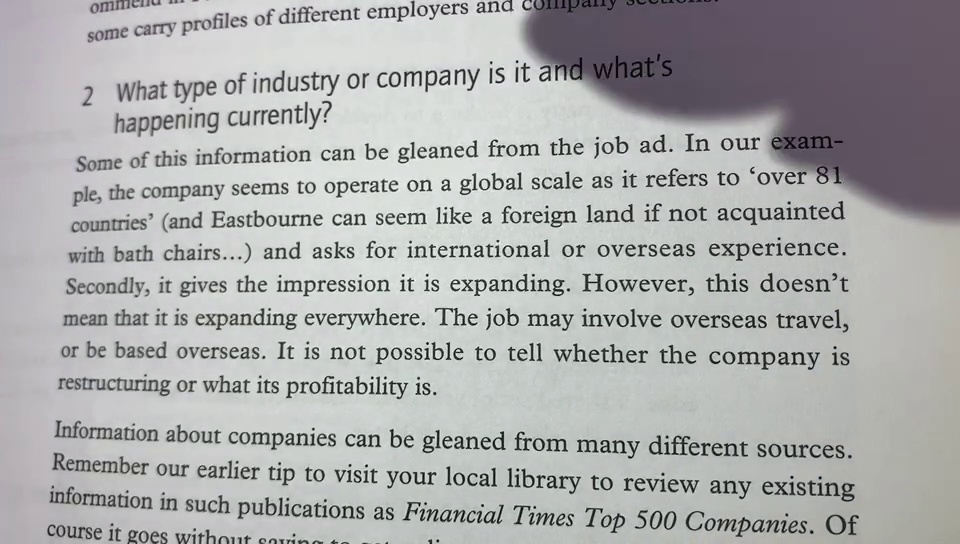 some carry profiles of different employers and company sections.
2 What type of industry or company is it and what's
happening currently?
Some of this information can be gleaned from the job ad. In our exam-
ple, the company seems to operate on a global scale as it refers to ‘over 81
countries’ (and Eastbourne can seem like a foreign land if not acquainted
with bath chairs...) and asks for international or overseas experience.
Secondly, it gives the impression it is expanding. However, this doesn’t
mean that it is expanding everywhere. The job may involve overseas travel,
or be based overseas. It is not possible to tell whether the company is
restructuring or what its profitability is.
Information about companies can be gleaned from many different sources.
Remember our earlier tip to visit your local library to review any existing
information in such publications as Financial Times Top 500 Companies. Of
course it goes without saying to